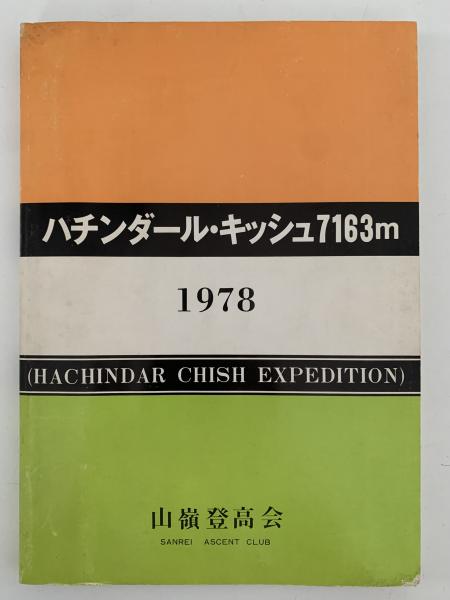 ハチンダール・キッシュ7163m
1978
(HACHINDAR CHISH EXPEDITION)
山嶺登高会
SANREI ASCENT CLUB